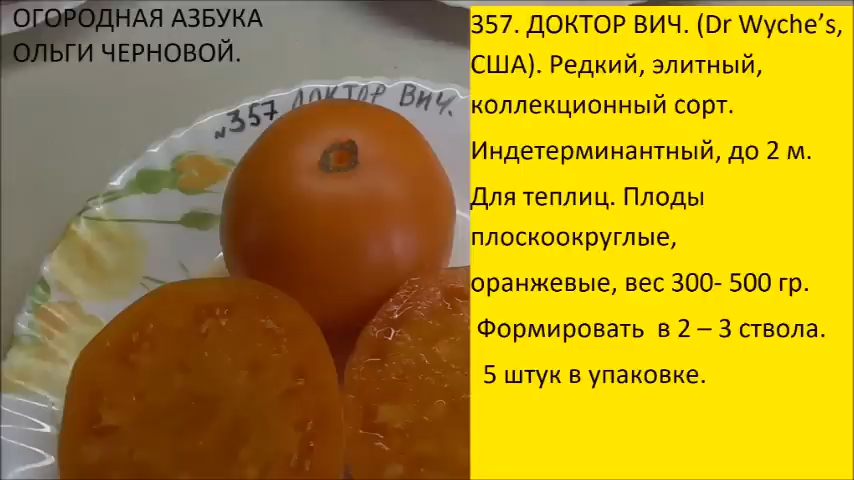 ОГОРОДНАЯ АЗБУКА
ОЛЬГИ ЧЕРНОВОЙ.
№357 ДОКТОР ВИЧ.
357. ДОКТОР ВИЧ. (Dr Wyche’s,
США). Редкий, элитный,
коллекционный сорт.
Индетерминантный, до 2 м.
Для теплиц. Плоды
плоскоокруглые,
оранжевые, вес 300- 500 гр.
Формировать в 2 – 3 ствола.
5 штук в упаковке.